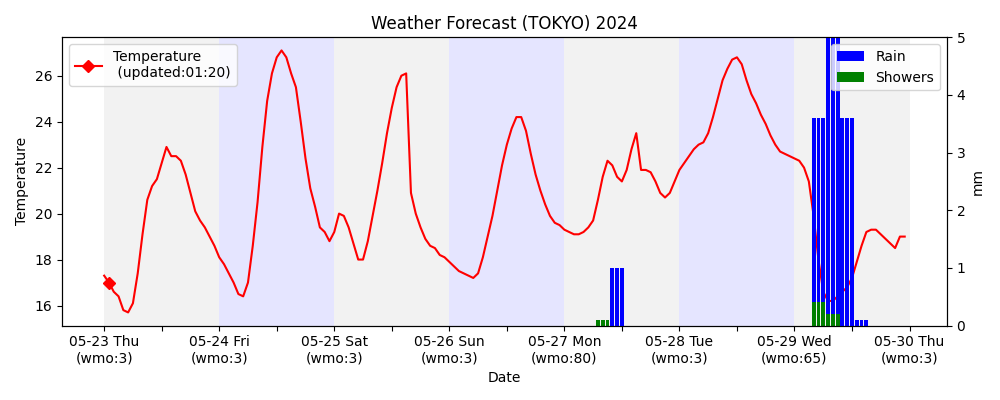 Weather Forecast (TOKYO) 2024
Temperature
(updated:01:20)
Rain
Showers
26
24
22
20
18
16
Temperature
5
4
3
2
1
0
mm
05-23 Thu
(wmo:3)
05-24 Fri
(wmo:3)
05-25 Sat
(wmo:3)
05-26 Sun
(wmo:3)
05-27 Mon
(wmo:80)
05-28 Tue
(wmo:3)
05-29 Wed
(wmo:65)
05-30 Thu
(wmo:3)
Date